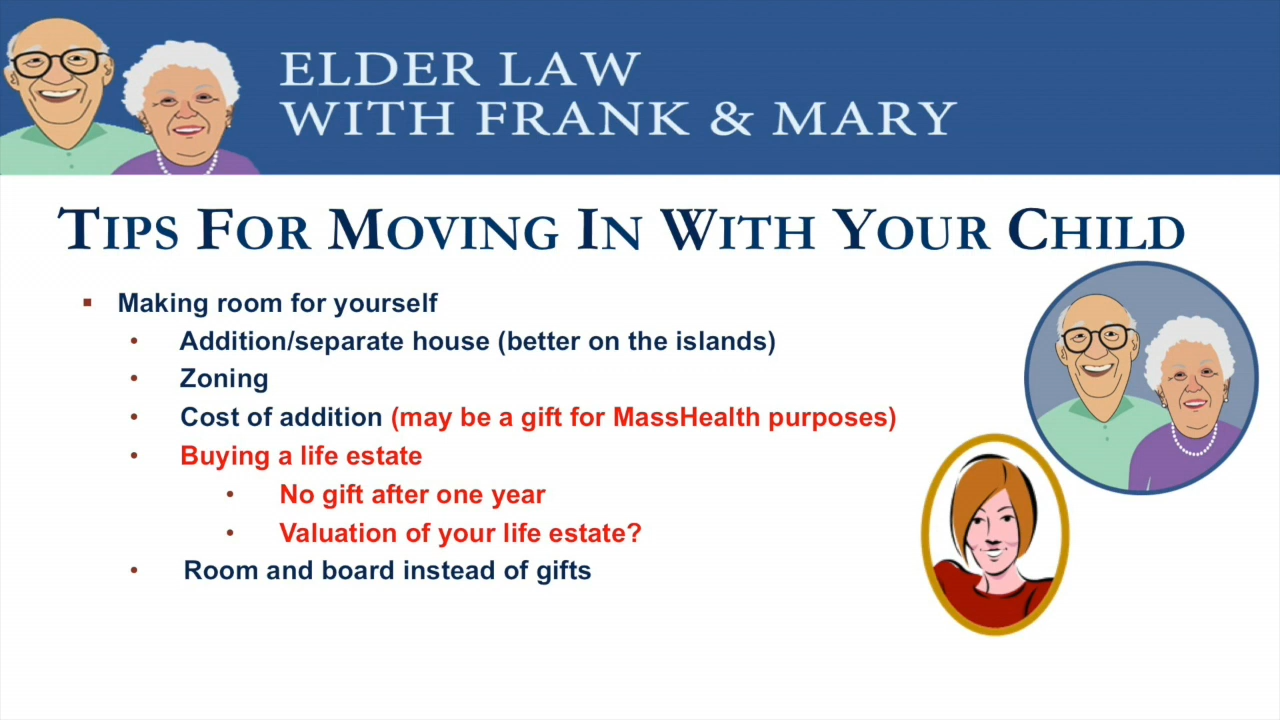 ELDER LAW
WITH FRANK & MARY
TIPS FOR MOVING IN WITH YOUR CHILD
▪ Making room for yourself
• Addition/separate house (better on the islands)
• Zoning
• Cost of addition (may be a gift for MassHealth purposes)
• Buying a life estate
• No gift after one year
• Valuation of your life estate?
• Room and board instead of gifts